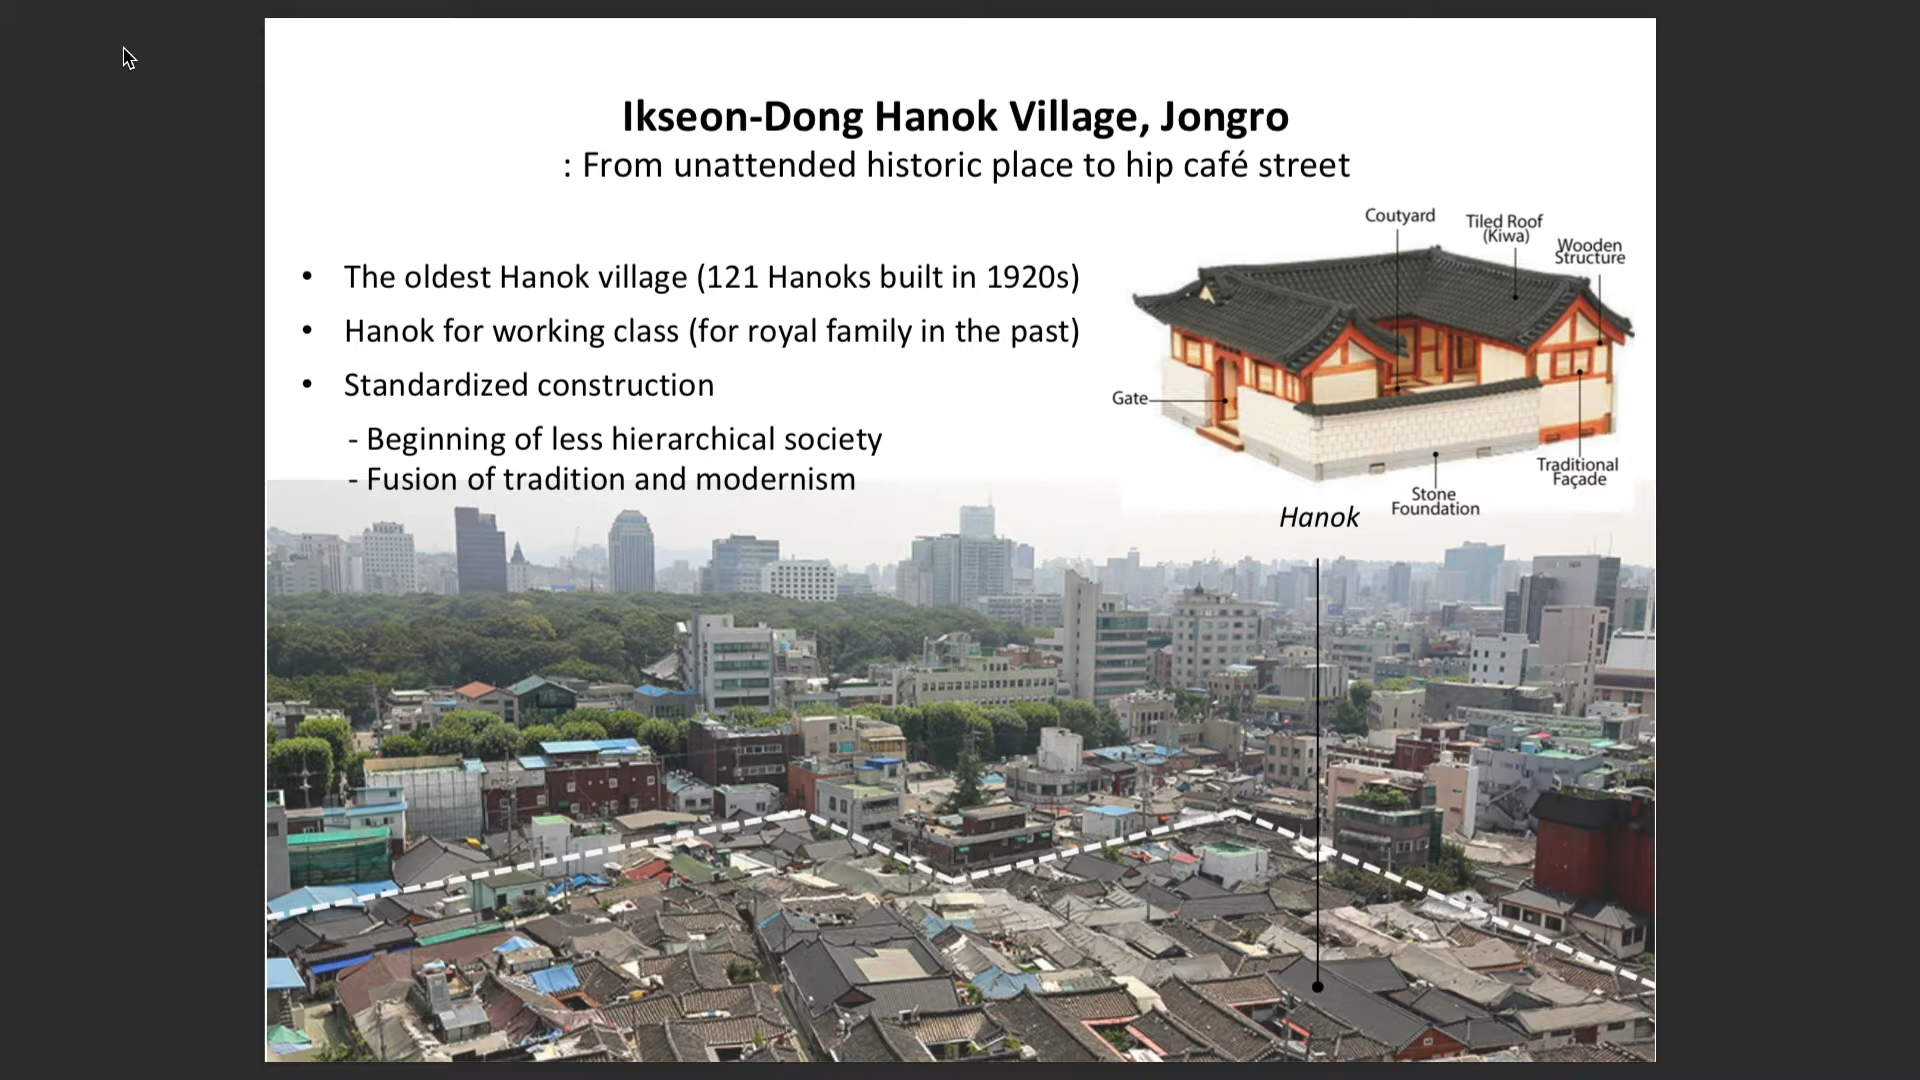 Ikseon-Dong Hanok Village, Jongro
: From unattended historic place to hip café street
• The oldest Hanok village (121 Hanoks built in 1920s)
• Hanok for working class (for royal family in the past)
• Standardized construction
- Beginning of less hierarchical society
- Fusion of tradition and modernism
Coutyard
Tiled Roof
(Kiwa)
Wooden
Structure
Gate
Traditional
Façade
Stone
Foundation
Hanok